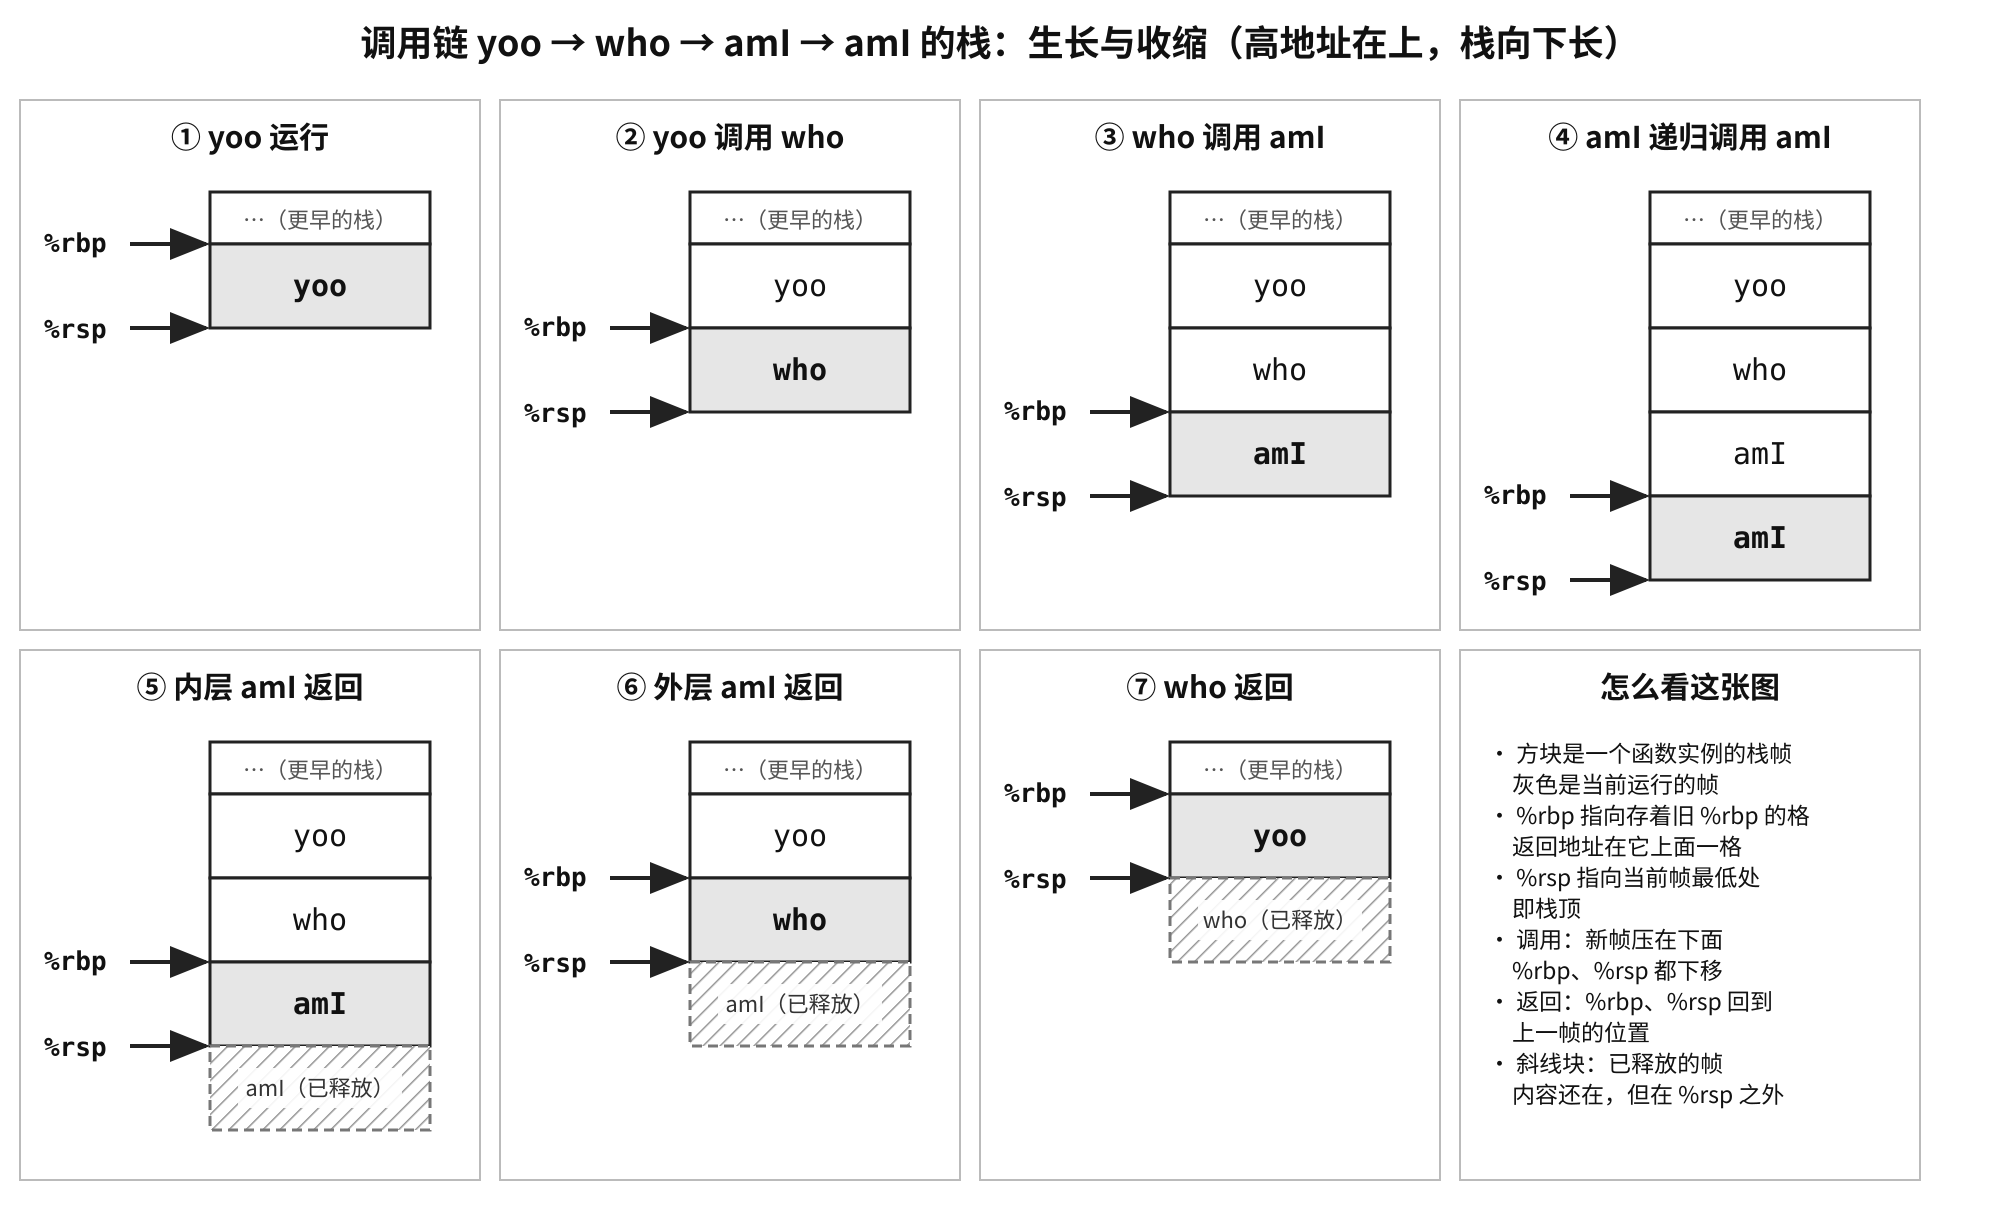 调用链 yoo → who → amI → amI 的栈：生长与收缩（高地址在上，栈向下长）
① yoo 运行
…（更早的栈）
%rbp
yoo
%rsp
② yoo 调用 who
…（更早的栈）
yoo
%rbp
who
%rsp
③ who 调用 amI
…（更早的栈）
yoo
who
%rbp
amI
%rsp
④ amI 递归调用 amI
…（更早的栈）
yoo
who
amI
%rbp
amI
%rsp
⑤ 内层 amI 返回
…（更早的栈）
yoo
who
%rbp
amI
%rsp
amI（已释放）
⑥ 外层 amI 返回
…（更早的栈）
yoo
%rbp
who
%rsp
amI（已释放）
⑦ who 返回
…（更早的栈）
%rbp
yoo
%rsp
who（已释放）
怎么看这张图
· 方块是一个函数实例的栈帧
灰色是当前运行的帧
· %rbp 指向存着旧 %rbp 的格
返回地址在它上面一格
· %rsp 指向当前帧最低处
即栈顶
· 调用：新帧压在下面
%rbp、%rsp 都下移
· 返回：%rbp、%rsp 回到
上一帧的位置
· 斜线块：已释放的帧
内容还在，但在 %rsp 之外